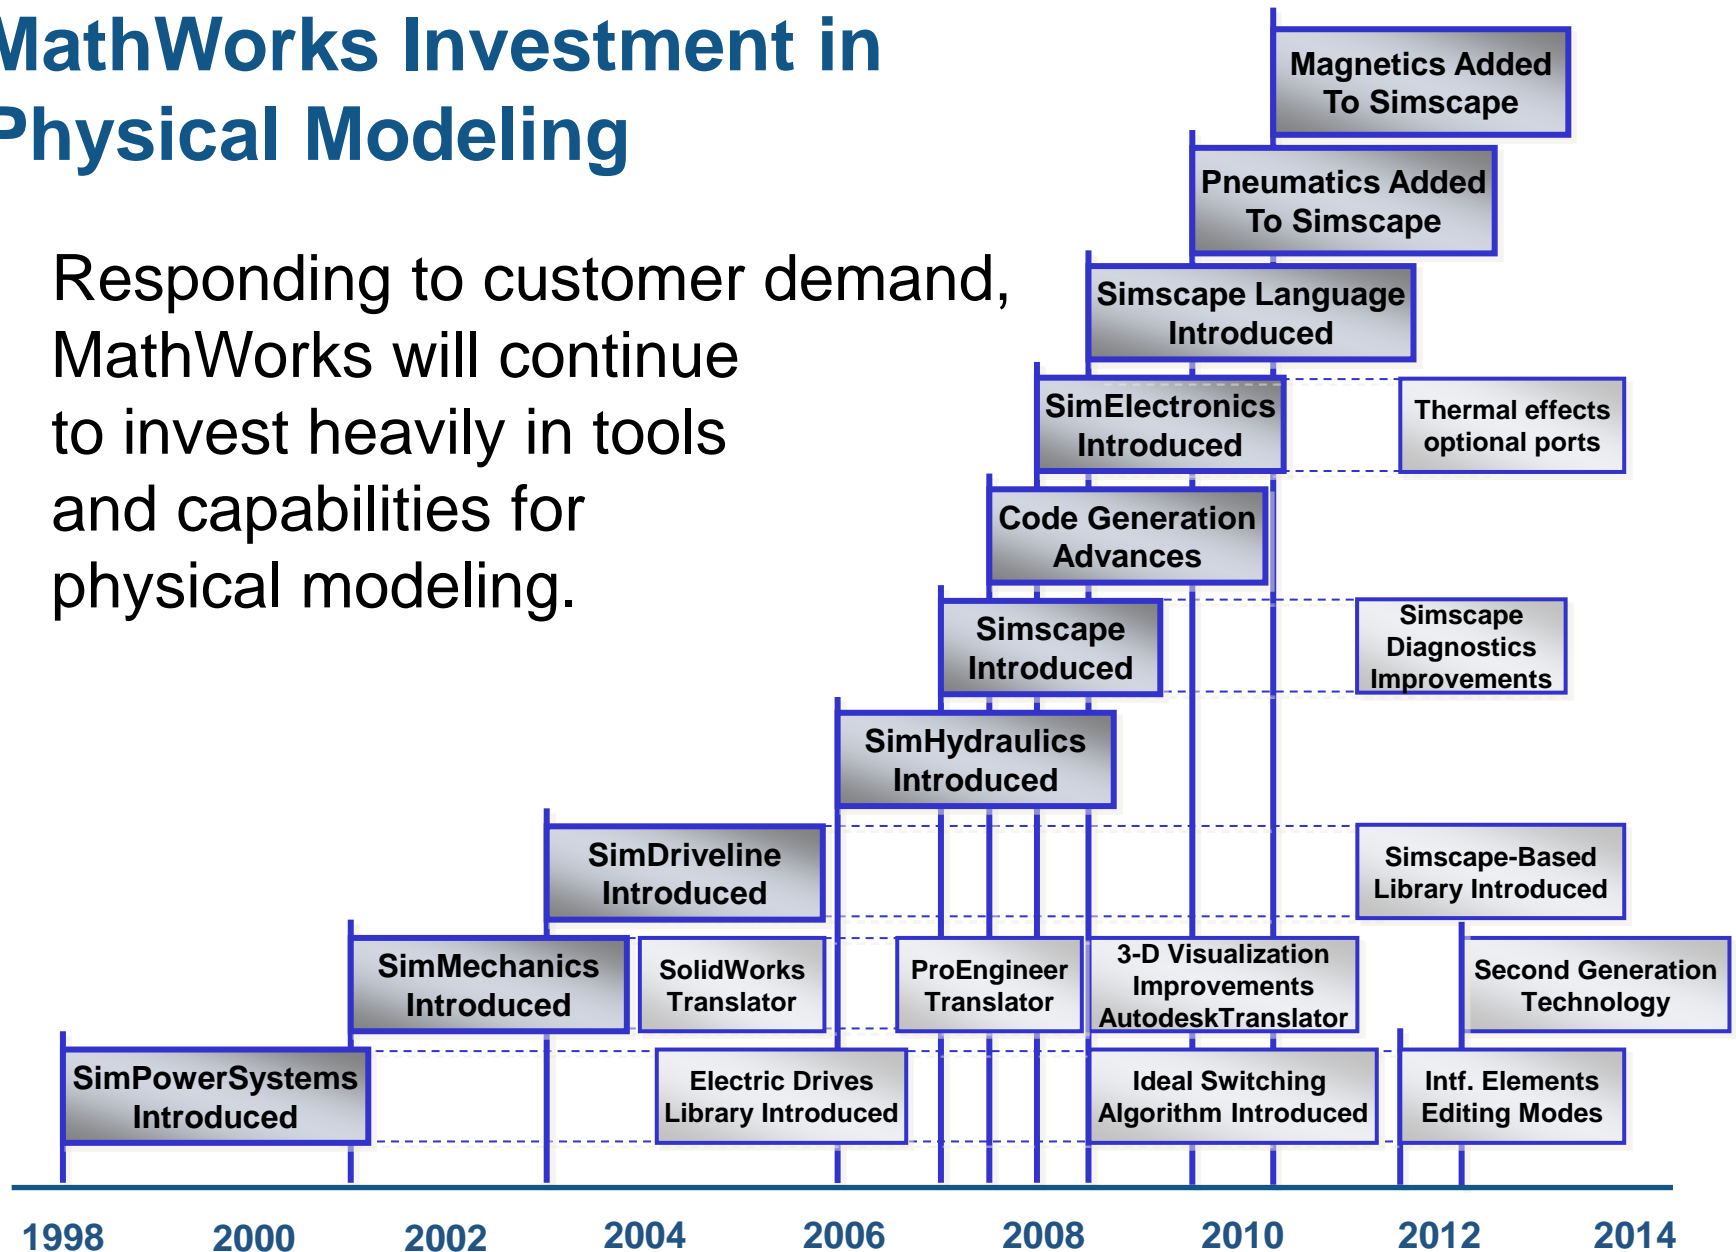 MathWorks Investment in
Physical Modeling
Responding to customer demand,
MathWorks will continue
to invest heavily in tools
and capabilities for
physical modeling.
Magnetics Added
To Simscape
Pneumatics Added
To Simscape
Simscape Language
Introduced
SimElectronics
Introduced
Thermal effects
optional ports
Code Generation
Advances
Simscape
Introduced
Simscape
Diagnostics
Improvements
SimHydraulics
Introduced
SimDriveline
Introduced
Simscape-Based
Library Introduced
SimMechanics
Introduced
SolidWorks
Translator
ProEngineer
Translator
3-D Visualization
Improvements
AutodeskTranslator
Second Generation
Technology
SimPowerSystems
Introduced
Electric Drives
Library Introduced
Ideal Switching
Algorithm Introduced
Intf. Elements
Editing Modes
1998 2000 2002 2004 2006 2008 2010 2012 2014